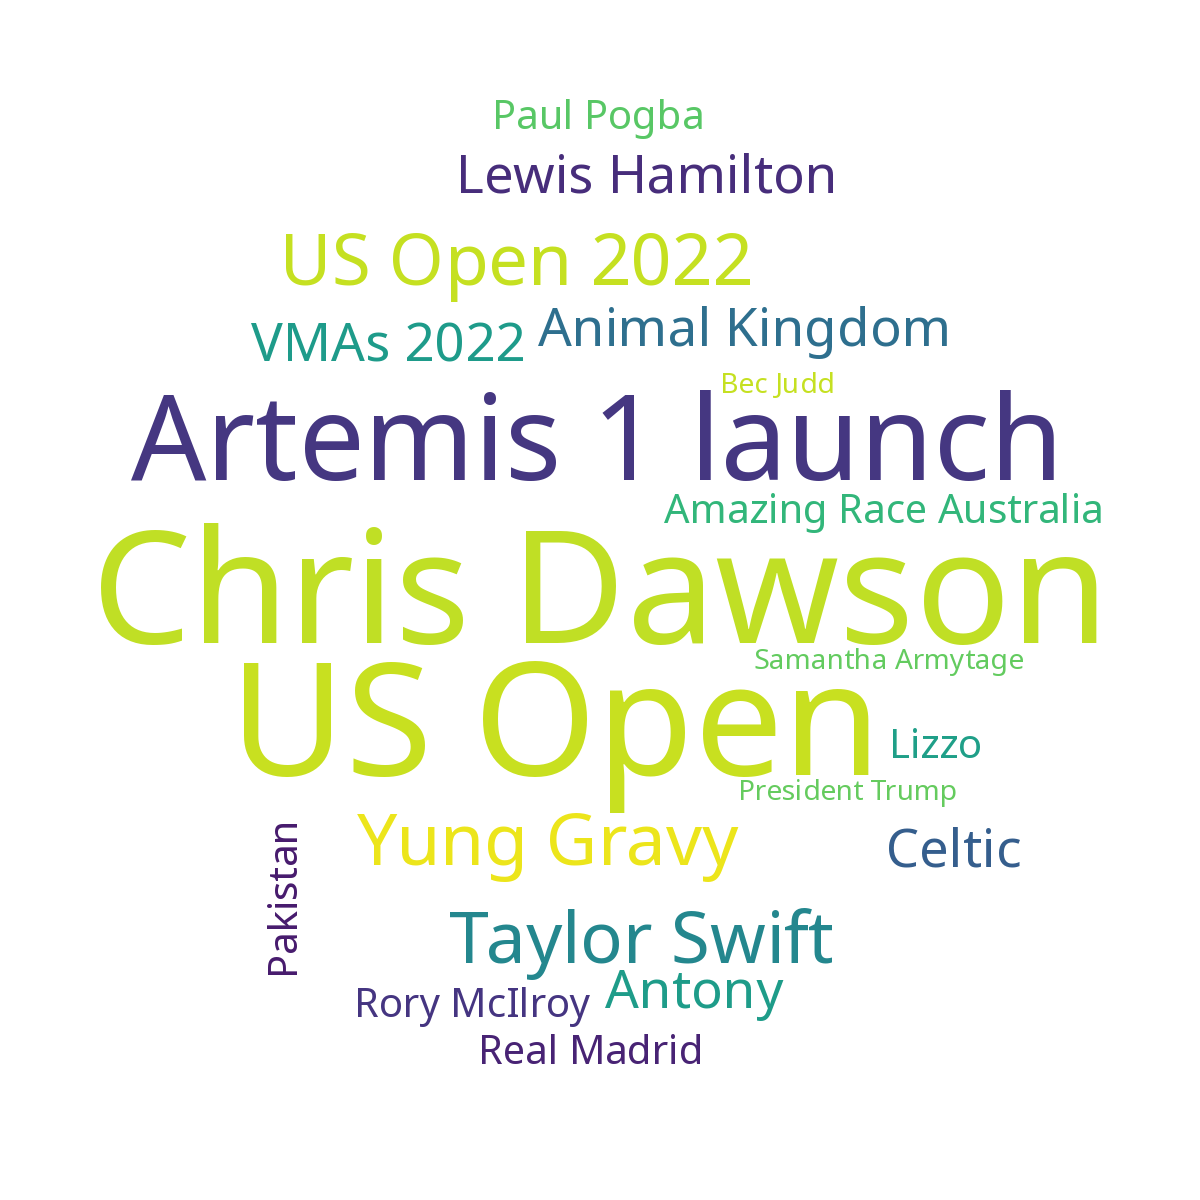 Paul Pogba
Lewis Hamilton
US Open 2022
VMAs 2022
Animal Kingdom
Bec Judd
Artemis 1 launch
Amazing Race Australia
Chris Dawson
Samantha Armytage
US Open
Lizzo
President Trump
Yung Gravy
Celtic
Pakistan
Taylor Swift
Antony
Rory McIlroy
Real Madrid